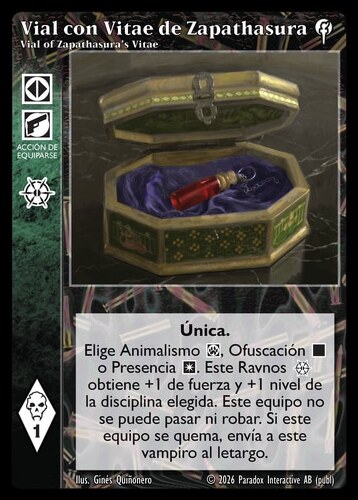 Vial con Vitae de Zapathasura
Vial of Zapathasura's Vitae
ACCIÓN DE
EQUIPARSE
Única.
Elige Animalismo, Ofuscación
o Presencia. Este Ravnos
obtiene +1 de fuerza y +1 nivel de
la disciplina elegida. Este equipo no
se puede pasar ni robar. Si este
equipo se quema, envía a este
vampiro al letargo.
1
Ilus. Ginés Quiñonero
© 2026 Paradox Interactive AB (publ)